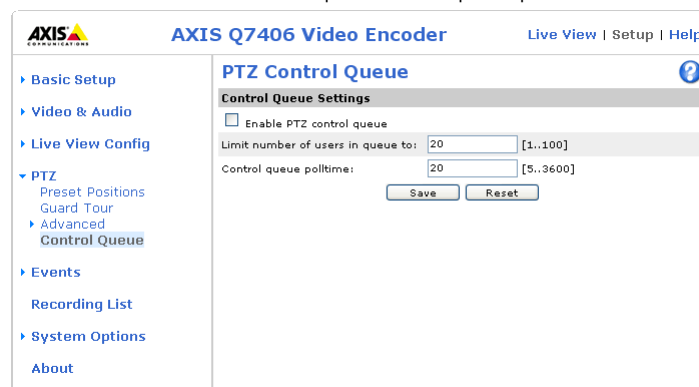 AXIS
COMMUNICATIONS
AXIS Q7406 Video Encoder
Live View | Setup | Help
Basic Setup
Video & Audio
Live View Config
PTZ
Preset Positions
Guard Tour
Advanced
Control Queue
Events
Recording List
System Options
About
PTZ Control Queue
?
Control Queue Settings
Enable PTZ control queue
Limit number of users in queue to: 20 [1..100]
Control queue polltime: 20 [5..3600]
Save Reset